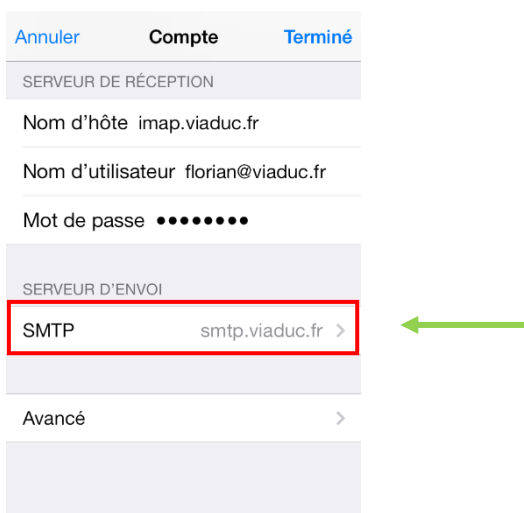 Annuler Compte Terminé
SERVEUR DE RÉCEPTION
Nom d'hôte imap.viaduc.fr
Nom d'utilisateur florian@viaduc.fr
Mot de passe ●●●●●●●●
SERVEUR D'ENVOI
SMTP smtp.viaduc.fr
Avancé